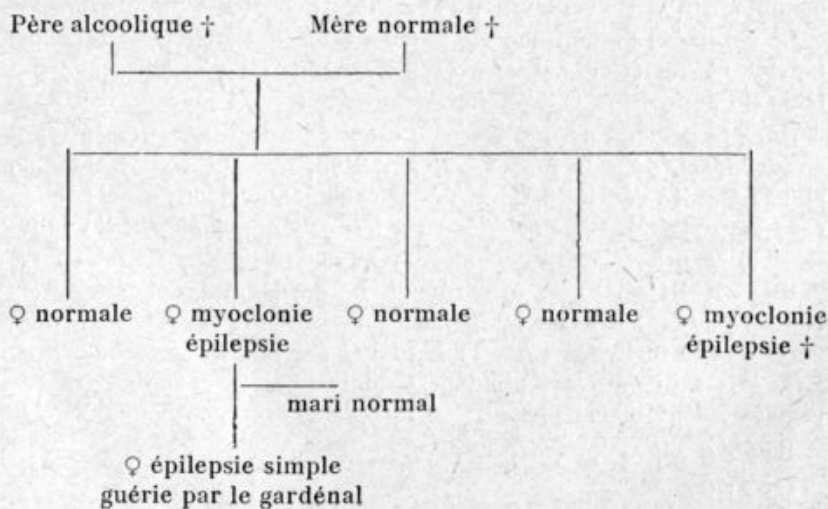 Père alcoolique † Mère normale †
♀ normale ♀ myoclonie épilepsie ♀ normale ♀ normale ♀ myoclonie épilepsie †
mari normal
♀ épilepsie simple
guérie par le gardénal